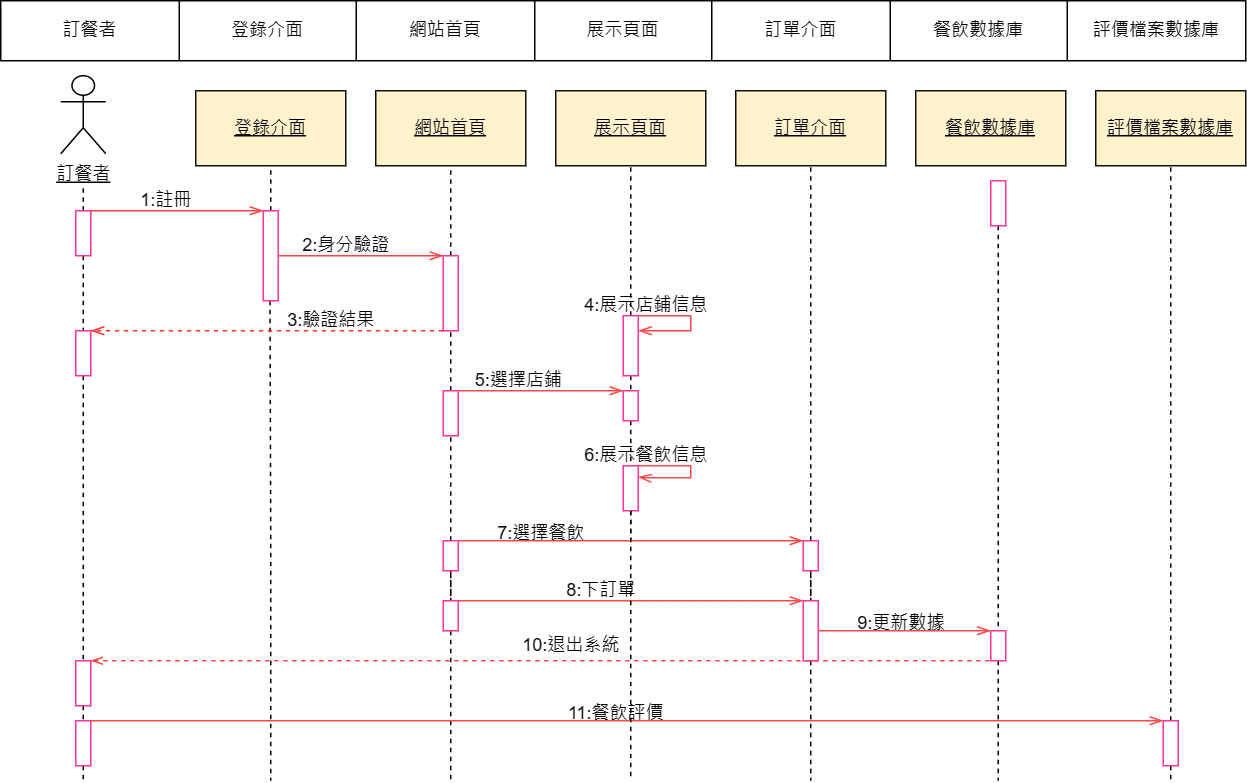 訂餐者
登錄介面
網站首頁
展示頁面
訂單介面
餐飲數據庫
評價檔案數據庫
訂餐者
登錄介面
網站首頁
展示頁面
訂單介面
餐飲數據庫
評價檔案數據庫
1:註冊
2:身分驗證
3:驗證結果
4:展示店鋪信息
5:選擇店鋪
6:展示餐飲信息
7:選擇餐飲
8:下訂單
9:更新數據
10:退出系統
11:餐飲評價